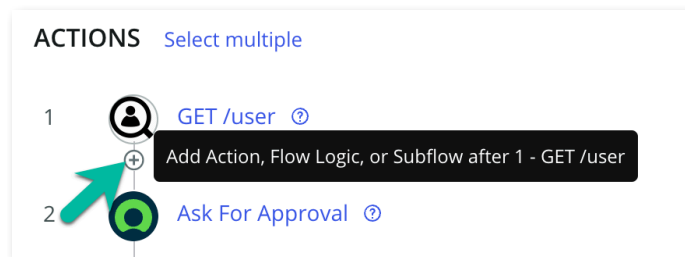 ACTIONS Select multiple
1 GET /user
Add Action, Flow Logic, or Subflow after 1 - GET /user
2 Ask For Approval